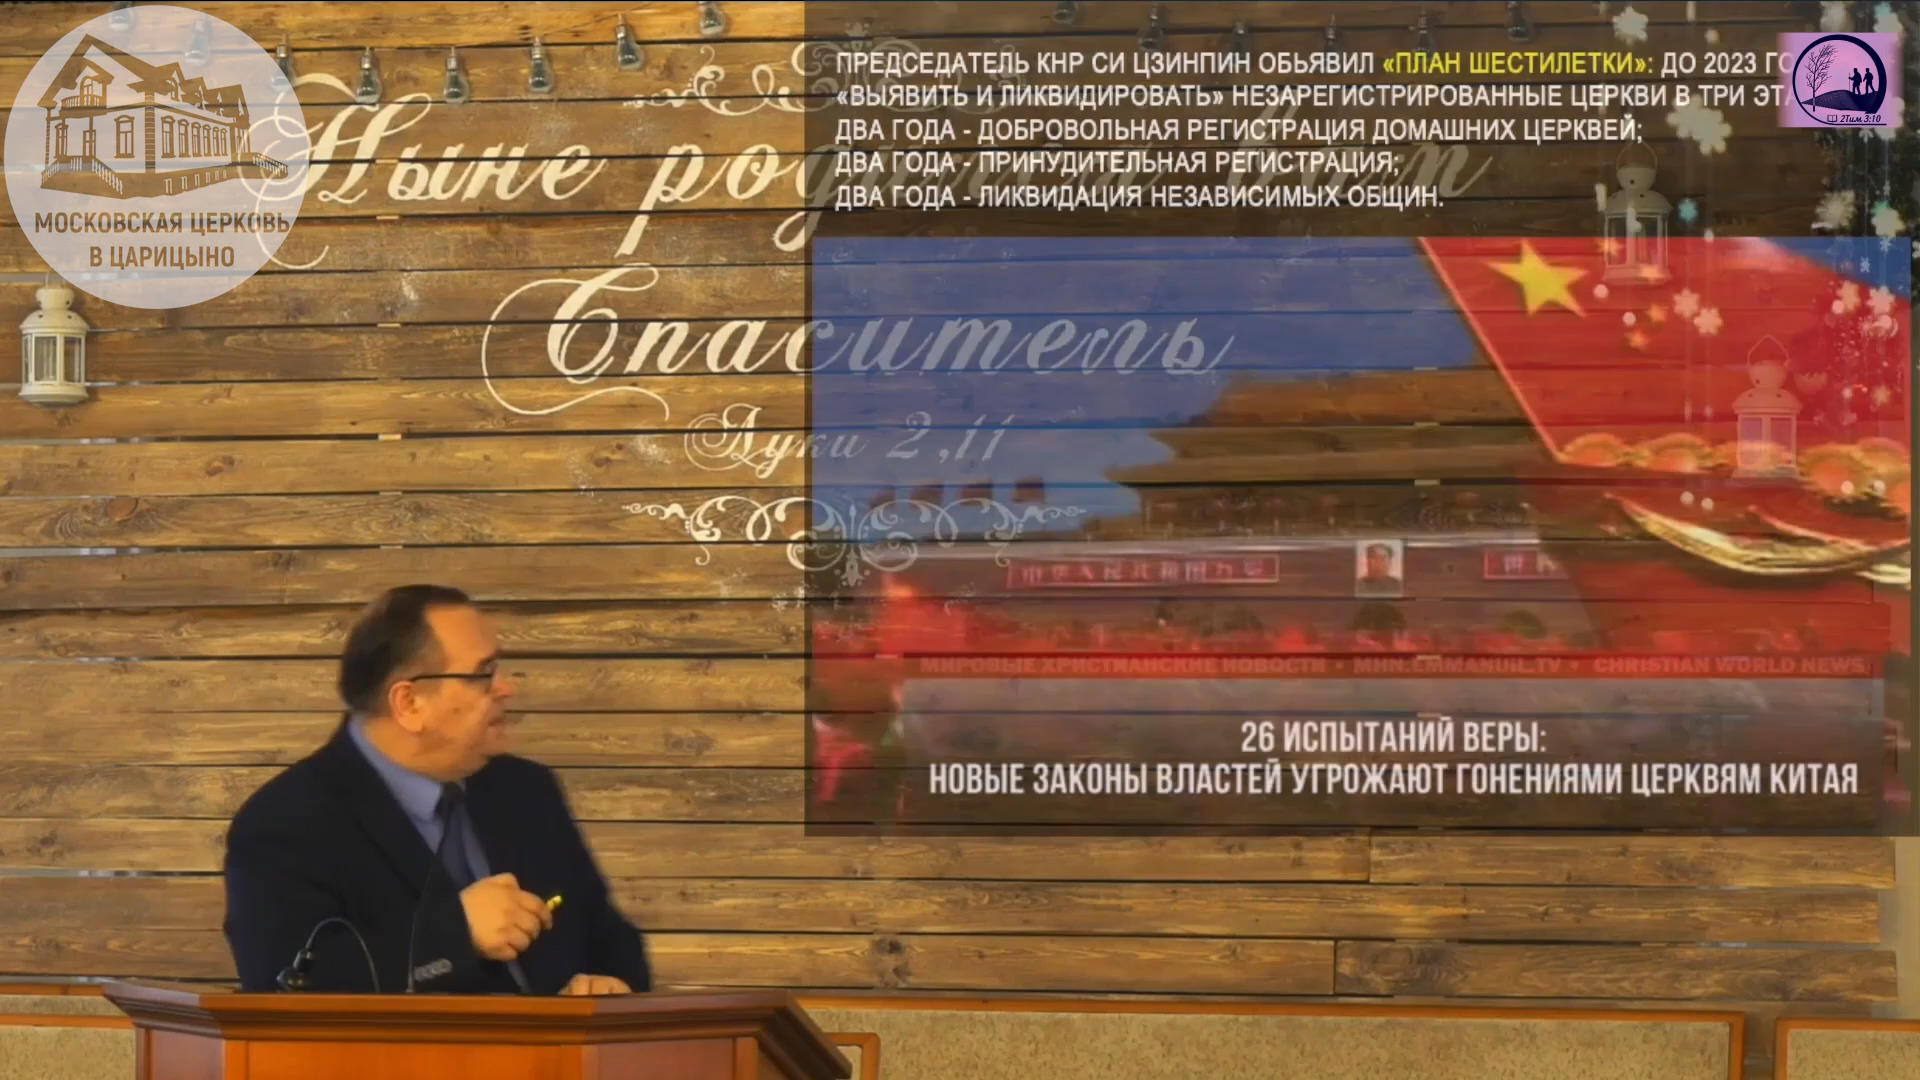 МОСКОВСКАЯ ЦЕРКОВЬ
В ЦАРИЦЫНО
ПРЕДСЕДАТЕЛЬ КНР СИ ЦЗИНПИН ОБЬЯВИЛ «ПЛАН ШЕСТИЛЕТКИ»: ДО 2023
«ВЫЯВИТЬ И ЛИКВИДИРОВАТЬ» НЕЗАРЕГИСТРИРОВАННЫЕ ЦЕРКВИ В ТРИ
ДВА ГОДА - ДОБРОВОЛЬНАЯ РЕГИСТРАЦИЯ ДОМАШНИХ ЦЕРКВЕЙ;
ДВА ГОДА - ПРИНУДИТЕЛЬНАЯ РЕГИСТРАЦИЯ;
ДВА ГОДА - ЛИКВИДАЦИЯ НЕЗАВИСИМЫХ ОБЩИН.
2Тим 3:10
Ныне родился Вам
Спаситель
Луки 2,11
МИРОВЫЕ ХРИСТИАНСКИЕ НОВОСТИ • MHN.EMMANUIL.TV • CHRISTIAN WORLD NEWS
26 ИСПЫТАНИЙ ВЕРЫ:
НОВЫЕ ЗАКОНЫ ВЛАСТЕЙ УГРОЖАЮТ ГОНЕНИЯМИ ЦЕРКВЯМ КИТАЯ